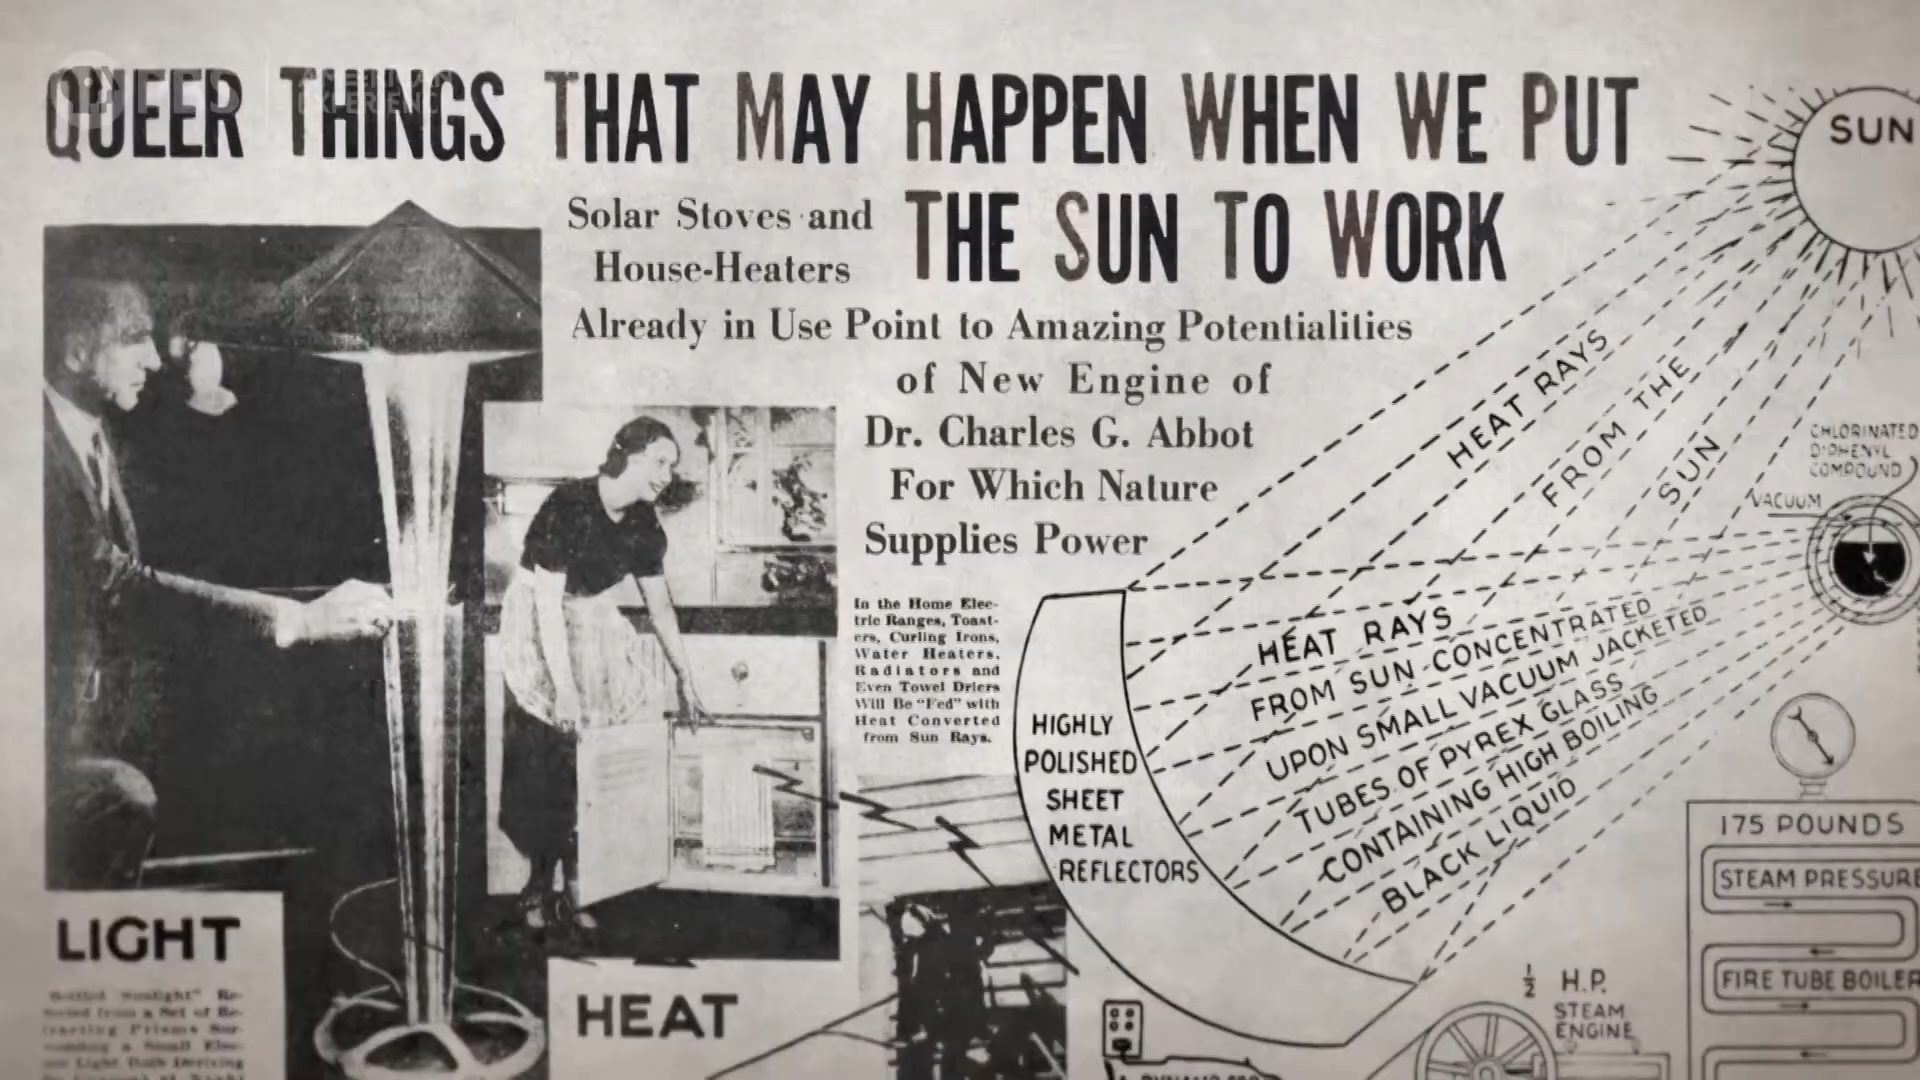 QUEER THINGS THAT MAY HAPPEN WHEN WE PUT
THE SUN TO WORK
Solar Stoves and
House-Heaters
Already in Use Point to Amazing Potentialities
of New Engine of
Dr. Charles G. Abbot
For Which Nature
Supplies Power
In the Home Elec-
tric Ranges, Toast-
ers, Curling Irons,
Water Heaters,
Radiators and
Even Towel Driers
Will Be "Fed" with
Heat Converted
from Sun Rays.
LIGHT
HEAT
SUN
HEAT RAYS
FROM THE
SUN
CHLORINATED
DIPHENYL
COMPOUND
VACUUM
HEAT RAYS
FROM SUN CONCENTRATED
UPON SMALL VACUUM JACKETED
TUBES OF PYREX GLASS
CONTAINING HIGH BOILING
BLACK LIQUID
HIGHLY
POLISHED
SHEET
METAL
REFLECTORS
175 POUNDS
STEAM PRESSURE
FIRE TUBE BOILER
1/2 H.P.
STEAM
ENGINE
PBS
AMERICAN
EXPERIENCE